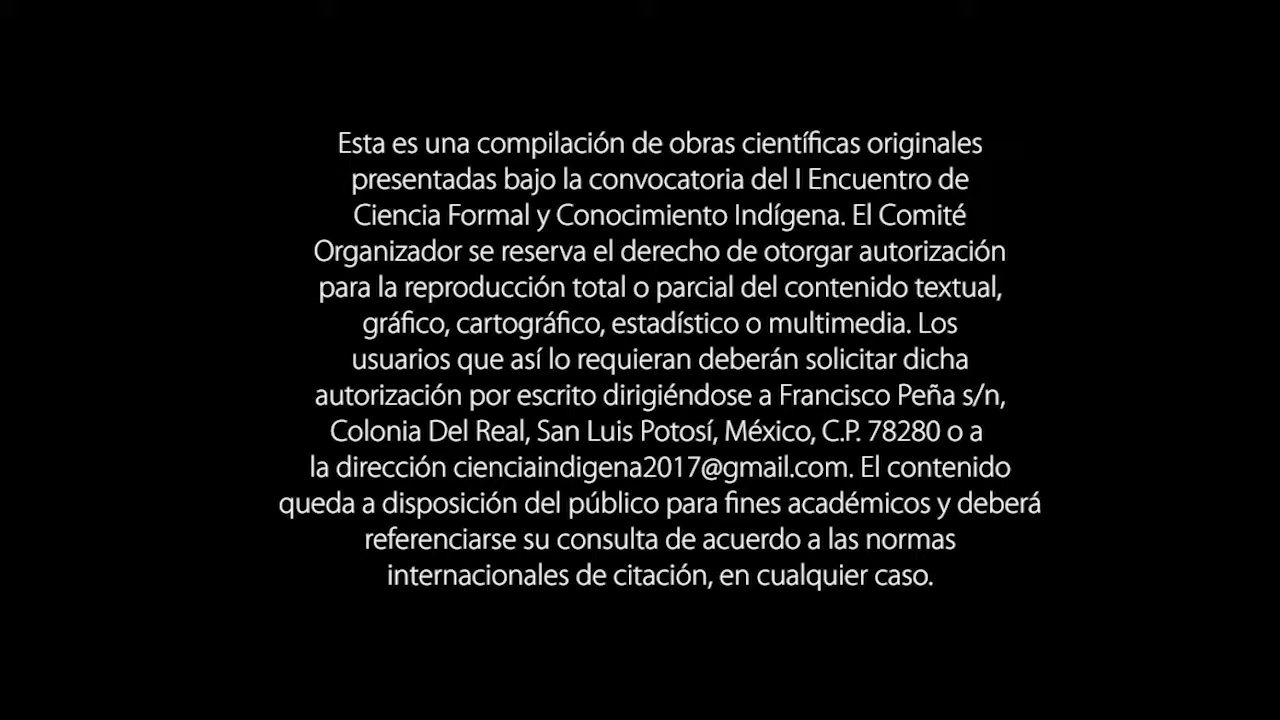 Esta es una compilación de obras científicas originales
presentadas bajo la convocatoria del I Encuentro de
Ciencia Formal y Conocimiento Indígena. El Comité
Organizador se reserva el derecho de otorgar autorización
para la reproducción total o parcial del contenido textual,
gráfico, cartográfico, estadístico o multimedia. Los
usuarios que así lo requieran deberán solicitar dicha
autorización por escrito dirigiéndose a Francisco Peña s/n,
Colonia Del Real, San Luis Potosí, México, C.P. 78280 o a
la dirección cienciaindigena2017@gmail.com. El contenido
queda a disposición del público para fines académicos y deberá
referenciarse su consulta de acuerdo a las normas
internacionales de citación, en cualquier caso.